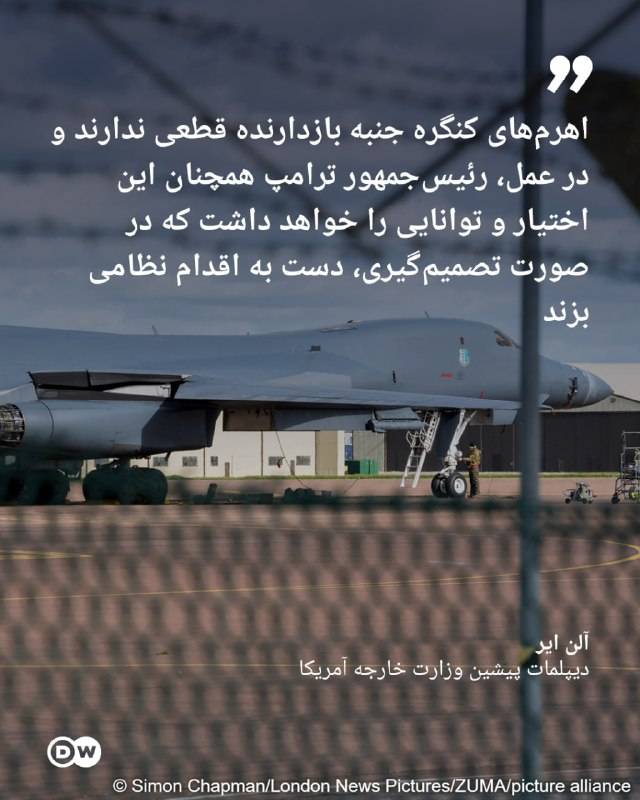 اهرم‌های کنگره جنبه بازدارنده قطعی ندارند و
در عمل، رئیس‌جمهور ترامپ همچنان این
اختیار و توانایی را خواهد داشت که در
صورت تصمیم‌گیری، دست به اقدام نظامی
بزند
آلن ایر
دیپلمات پیشین وزارت خارجه آمریکا
DW
© Simon Chapman/London News Pictures/ZUMA/picture alliance